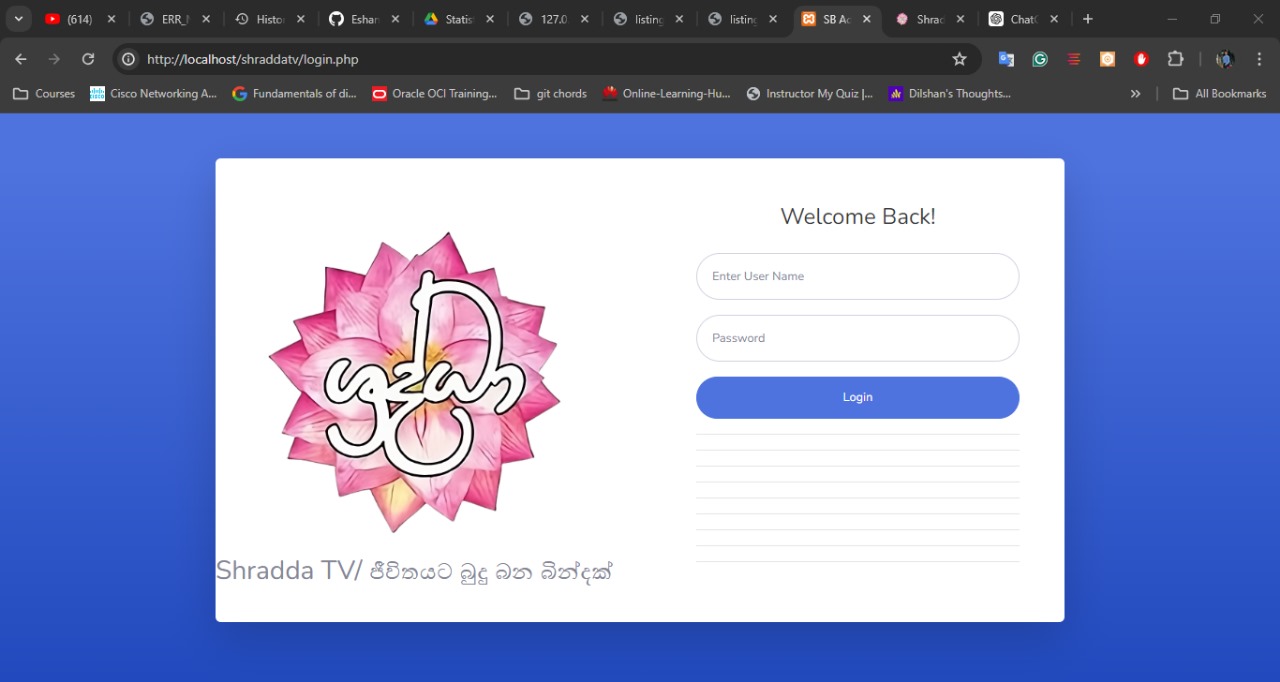 (614)
ERR_N
Histor
Eshan
Statist
127.0.
listing
listing
SB Ad
Shrad
ChatG
http://localhost/shraddatv/login.php
Courses
Cisco Networking A...
Fundamentals of di...
Oracle OCI Training...
git chords
Online-Learning-Hu...
Instructor My Quiz |...
Dilshan's Thoughts...
All Bookmarks
Welcome Back!
Enter User Name
Password
Login
ශ්‍රද්ධා
Shradda TV/ ජීවිතයට බුදු බන බින්දක්